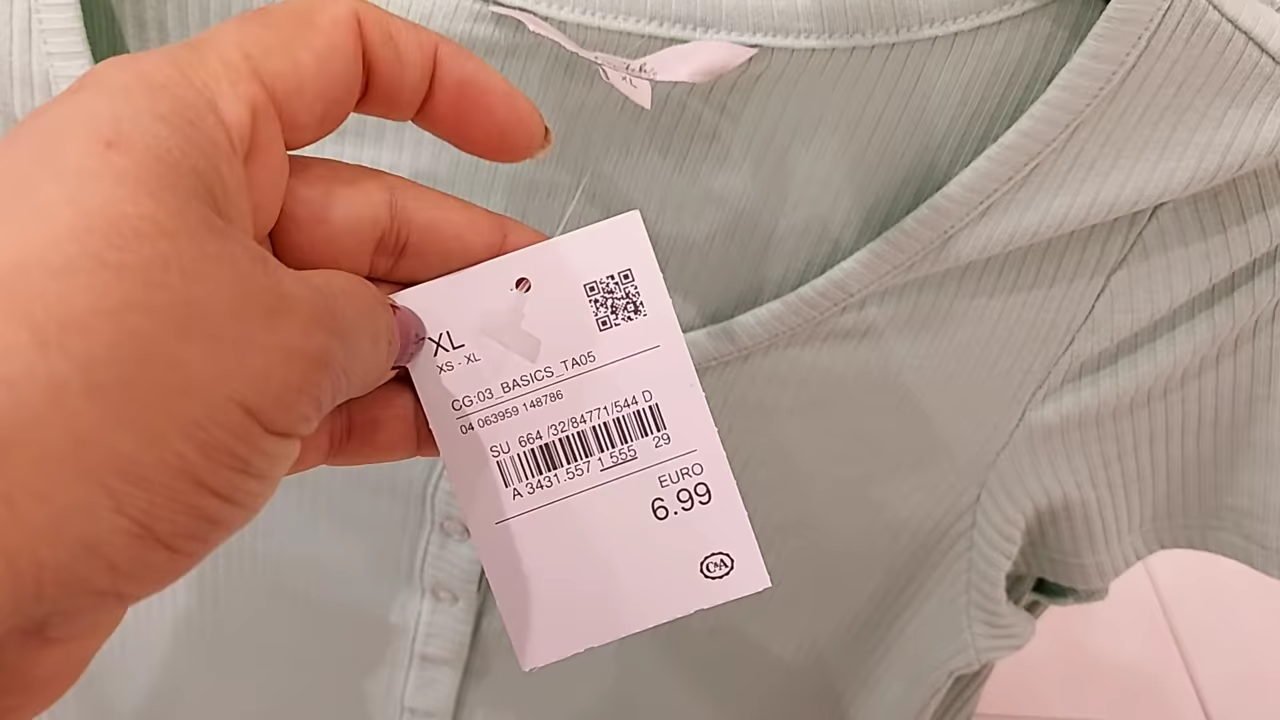 XL
XL
XS - XL
CG:03_BASICS_TA05
04 063959 148786
SU 664 /32/84771/544 D
A 3431.557 1 555 29
EURO
6.99
C&A